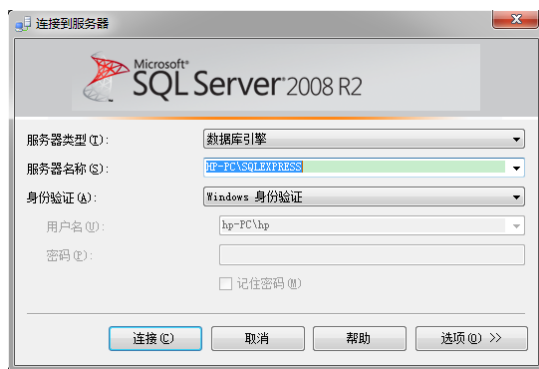 连接到服务器
Microsoft®
SQL Server® 2008 R2
服务器类型(T): 数据库引擎
服务器名称(S): HP-PC\SQLEXPRESS
身份验证(A): Windows 身份验证
用户名(U): hp-PC\hp
密码(P):
记住密码(M)
连接(C) 取消 帮助 选项(O) >>